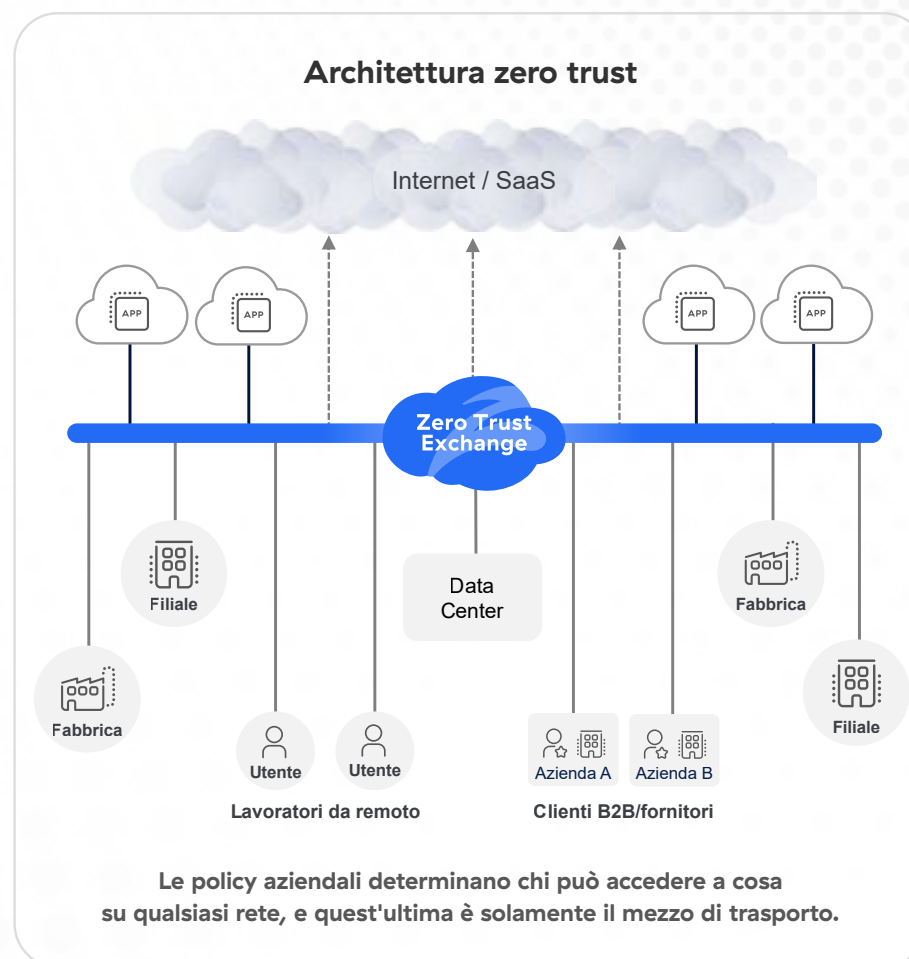 Architettura zero trust
Internet / SaaS
APP
APP
APP
APP
Zero Trust
Exchange
Filiale
Fabbrica
Data
Center
Fabbrica
Filiale
Utente
Utente
Azienda A
Azienda B
Lavoratori da remoto
Clienti B2B/fornitori
Le policy aziendali determinano chi può accedere a cosa
su qualsiasi rete, e quest'ultima è solamente il mezzo di trasporto.